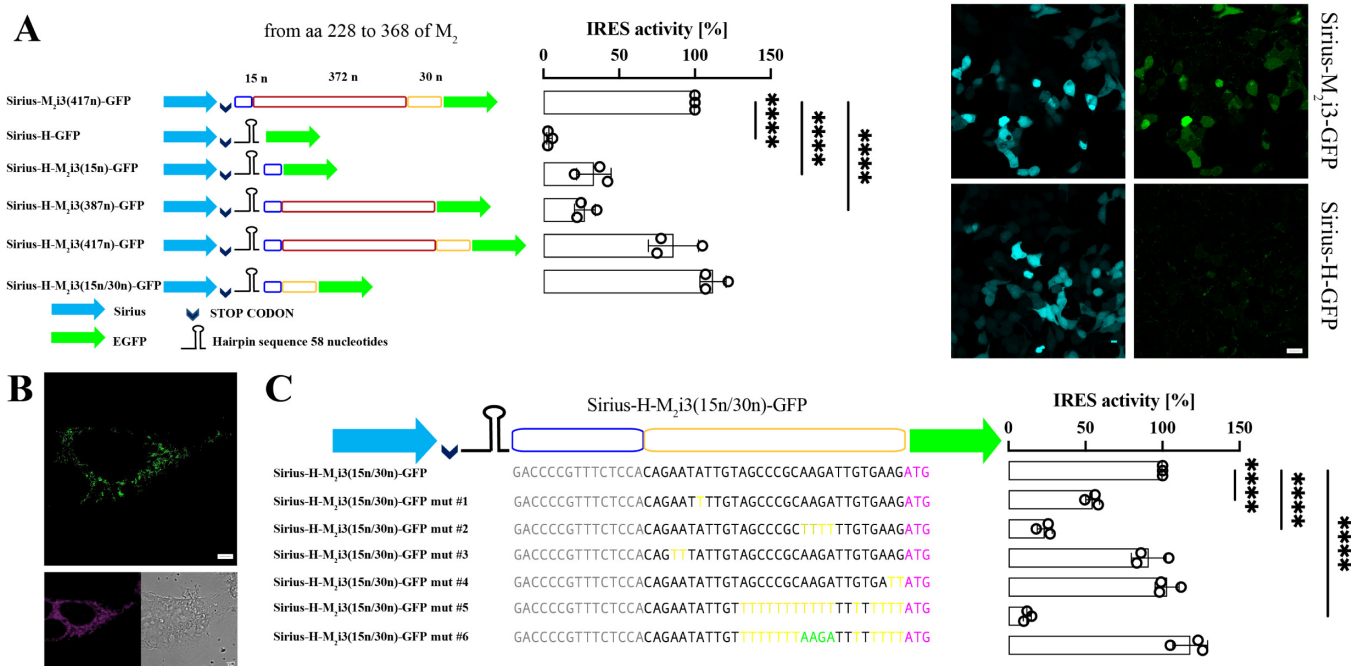 A
from aa 228 to 368 of M2
15 n
372 n
30 n
IRES activity [%]
0 50 100 150
Sirius-M2i3(417n)-GFP
Sirius-H-GFP
Sirius-H-M2i3(15n)-GFP
Sirius-H-M2i3(387n)-GFP
Sirius-H-M2i3(417n)-GFP
Sirius-H-M2i3(15n/30n)-GFP
****
****
****
Sirius
STOP CODON
EGFP
Hairpin sequence 58 nucleotides
Sirius-M2i3-GFP
Sirius-H-GFP
B
C
Sirius-H-M2i3(15n/30n)-GFP
IRES activity [%]
0 50 100 150
Sirius-H-M2i3(15n/30n)-GFP GACCCCGTTTCTCCACAGAATATTGTAGCCCGCAAGATTGTGAAGATG
Sirius-H-M2i3(15n/30n)-GFP mut #1 GACCCCGTTTCTCCACAGAATTTTGTAGCCCGCAAGATTGTGAAGATG
Sirius-H-M2i3(15n/30n)-GFP mut #2 GACCCCGTTTCTCCACAGAATATTGTAGCCCGCTTTTTTGTGAAGATG
Sirius-H-M2i3(15n/30n)-GFP mut #3 GACCCCGTTTCTCCACAGTTTATTGTAGCCCGCAAGATTGTGAAGATG
Sirius-H-M2i3(15n/30n)-GFP mut #4 GACCCCGTTTCTCCACAGAATATTGTAGCCCGCAAGATTGTGATTATG
Sirius-H-M2i3(15n/30n)-GFP mut #5 GACCCCGTTTCTCCACAGAATATTGTTTTTTTTTTTTTTTTTTTTATG
Sirius-H-M2i3(15n/30n)-GFP mut #6 GACCCCGTTTCTCCACAGAATATTGTTTTTTTTAAGATTTTTTTTATG
****
****
****